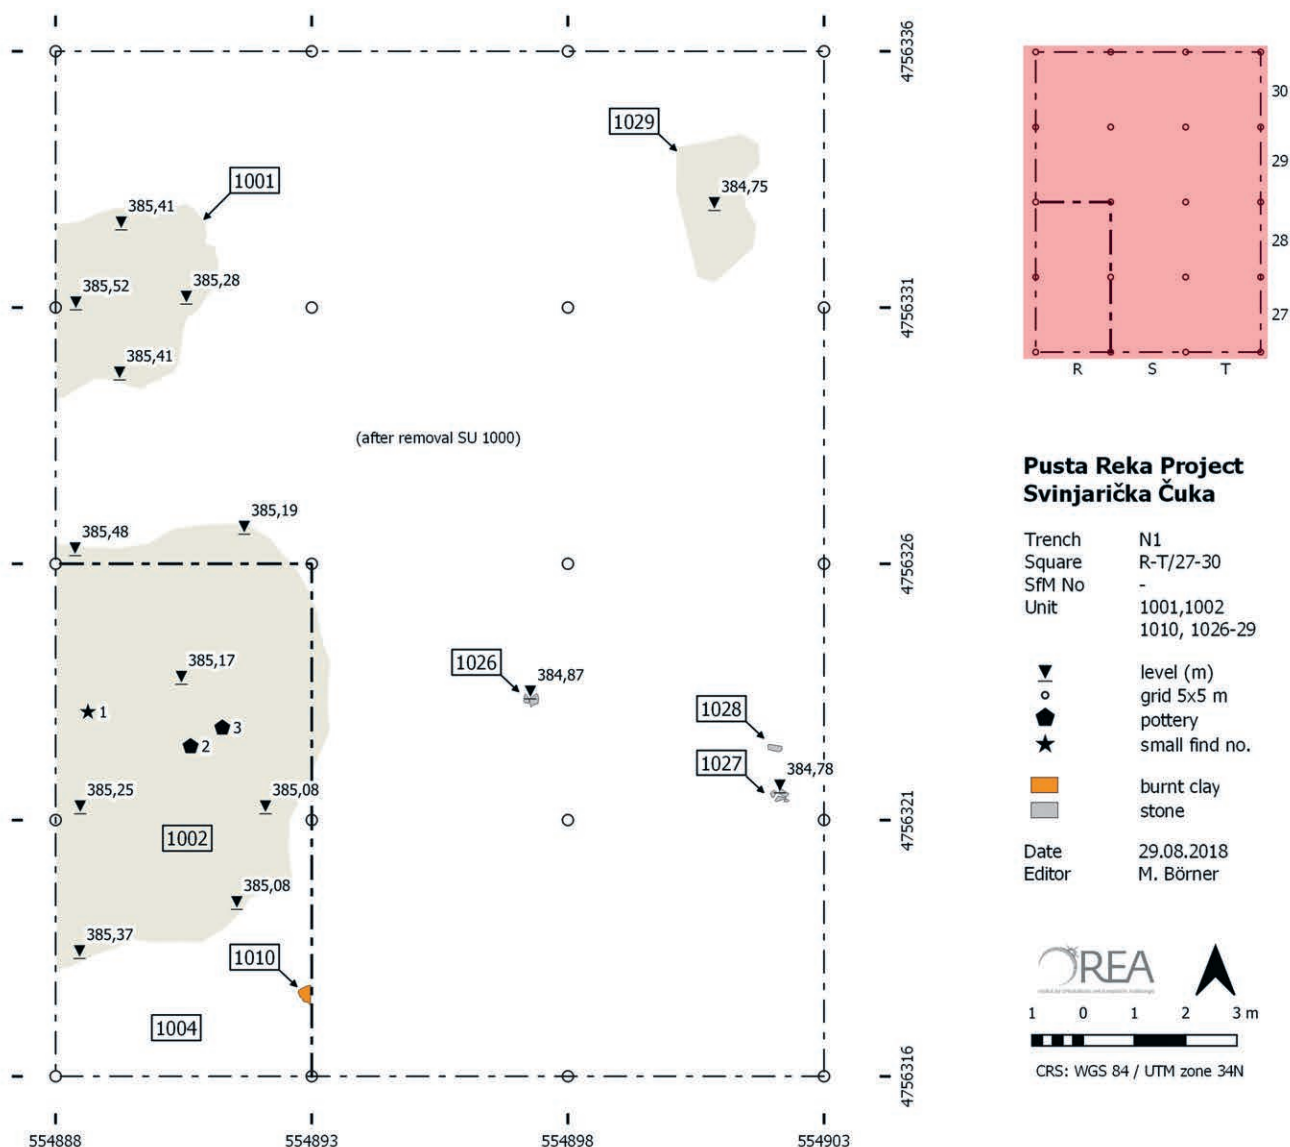 4756336
1029
1001
384,75
385,41
385,52
385,28
4756331
385,41
(after removal SU 1000)
385,19
385,48
4756326
1026
385,17
384,87
1
3
2
1028
1027
384,78
385,25
385,08
4756321
1002
385,08
385,37
1010
1004
4756316
554888
554893
554898
554903
30
29
28
27
R S T
Pusta Reka Project
Svinjarička Čuka
Trench N1
Square R-T/27-30
SfM No -
Unit 1001,1002
1010, 1026-29
level (m)
grid 5x5 m
pottery
small find no.
burnt clay
stone
Date 29.08.2018
Editor M. Börner
OREA
1 0 1 2 3 m
CRS: WGS 84 / UTM zone 34N